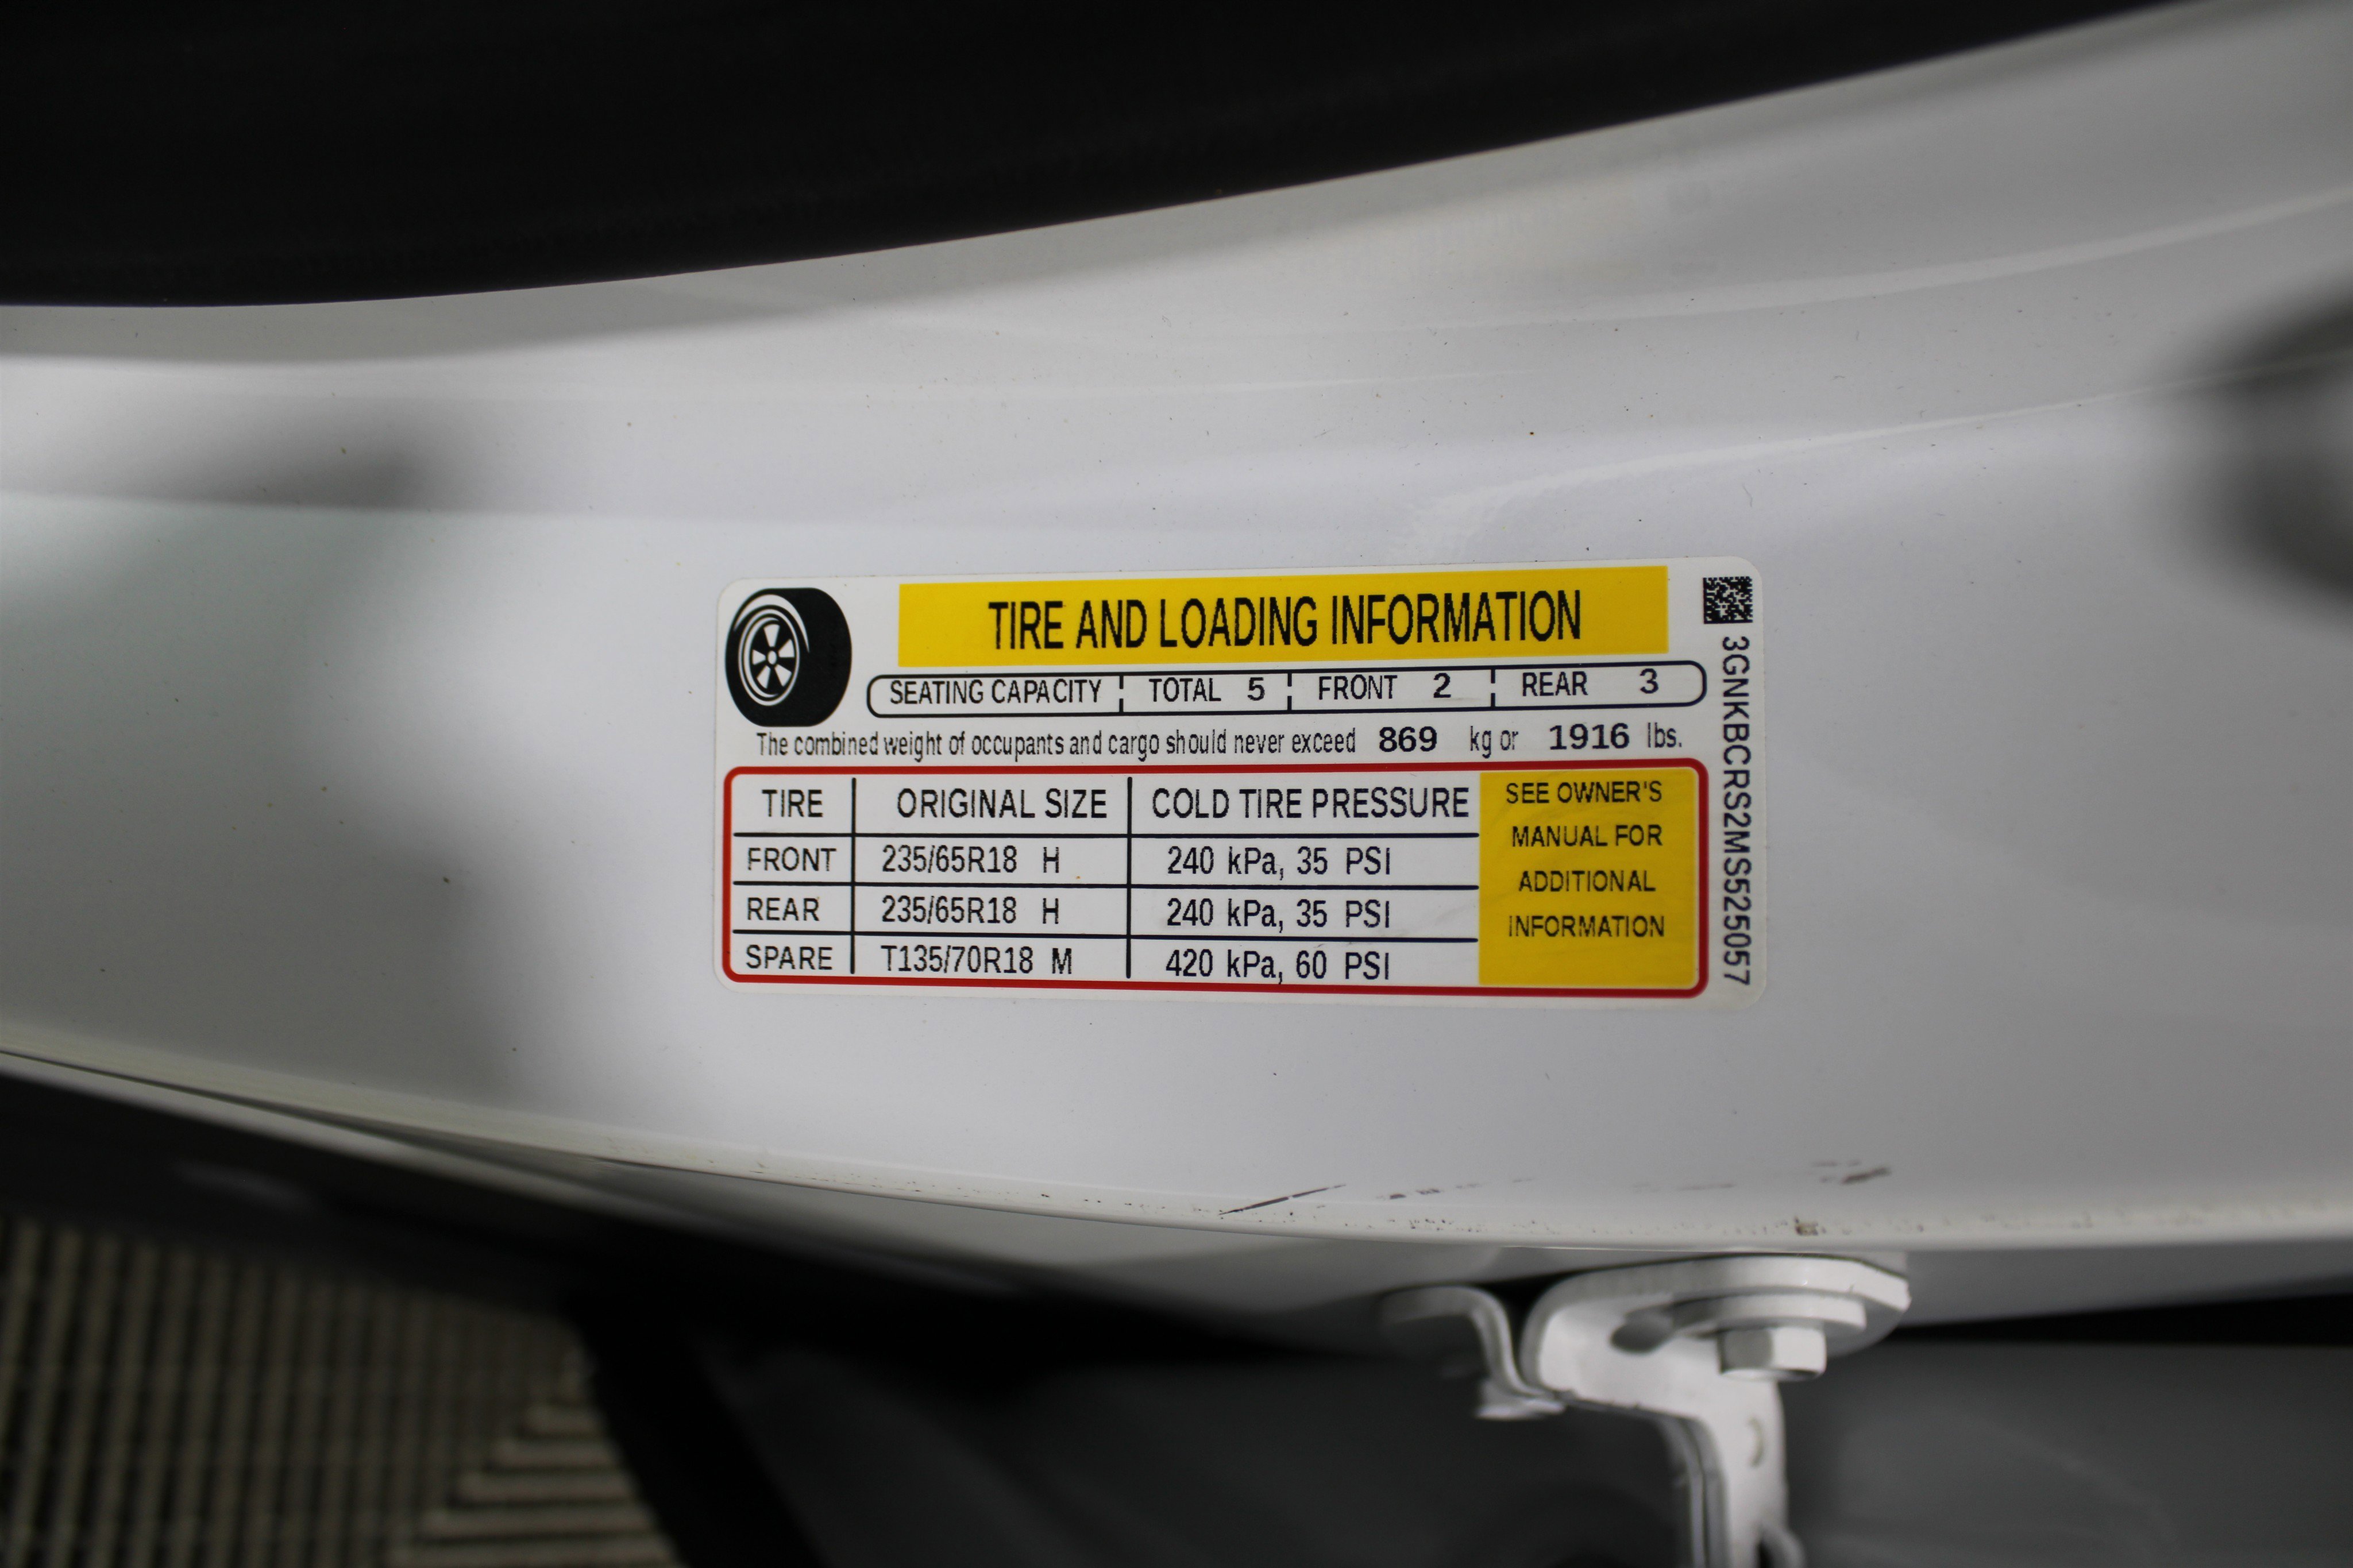 TIRE AND LOADING INFORMATION
SEATING CAPACITY TOTAL 5 FRONT 2 REAR 3
The combined weight of occupants and cargo should never exceed 869 kg or 1916 lbs.
TIRE ORIGINAL SIZE COLD TIRE PRESSURE
FRONT 235/65R18 H 240 kPa, 35 PSI
REAR 235/65R18 H 240 kPa, 35 PSI
SPARE T135/70R18 M 420 kPa, 60 PSI
SEE OWNER'S
MANUAL FOR
ADDITIONAL
INFORMATION
3GNKBCRS2MS525057